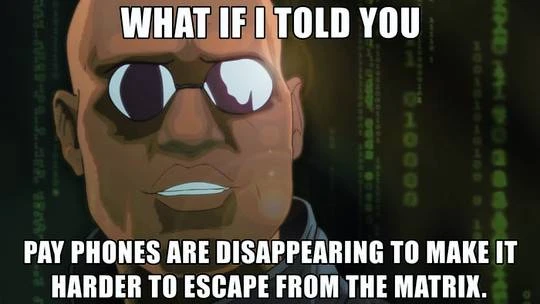 WHAT IF I TOLD YOU
PAY PHONES ARE DISAPPEARING TO MAKE IT
HARDER TO ESCAPE FROM THE MATRIX.